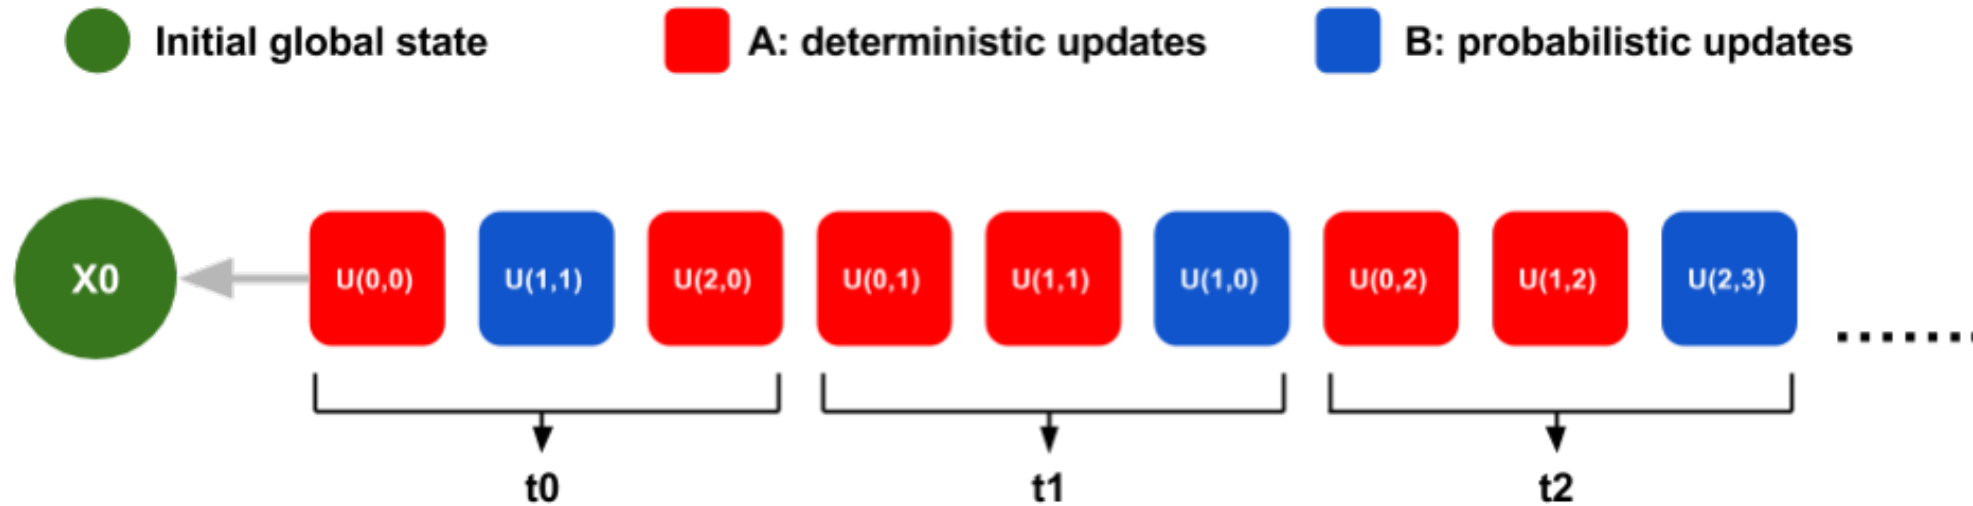 Initial global state
A: deterministic updates
B: probabilistic updates
X0
U(0,0)
U(1,1)
U(2,0)
U(0,1)
U(1,1)
U(1,0)
U(0,2)
U(1,2)
U(2,3)
t0
t1
t2